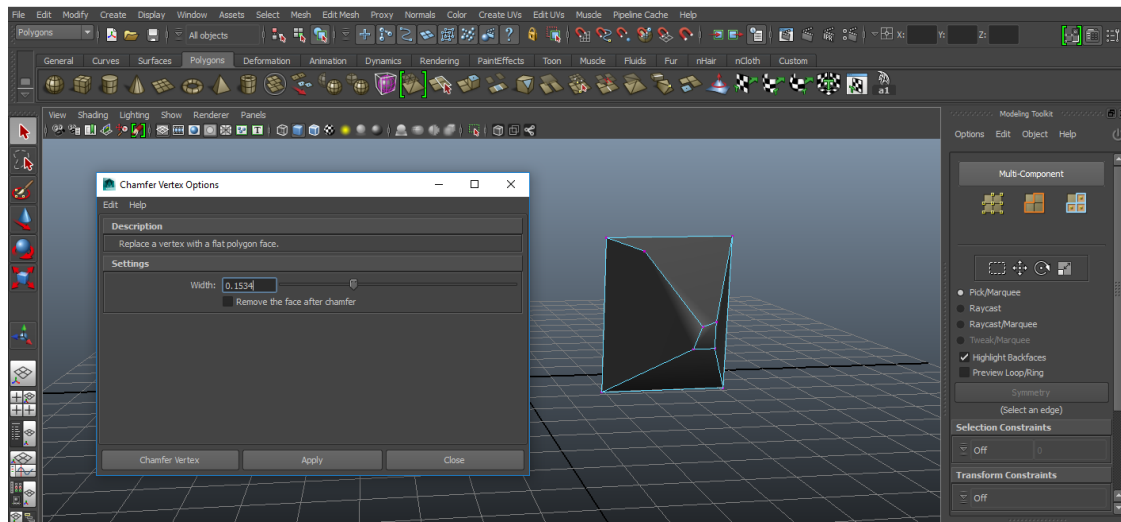 File Edit Modify Create Display Window Assets Select Mesh Edit Mesh Proxy Normals Color Create UVs Edit UVs Muscle Pipeline Cache Help
Polygons All objects X: Y: Z:
General Curves Surfaces Polygons Deformation Animation Dynamics Rendering PaintEffects Toon Muscle Fluids Fur nHair nCloth Custom
a1
View Shading Lighting Show Renderer Panels
Modeling Toolkit
Options Edit Object Help
Multi-Component
Chamfer Vertex Options
Edit Help
Description
Replace a vertex with a flat polygon face.
Settings
Width: 0.1534
Remove the face after chamfer
Chamfer Vertex Apply Close
Pick/Marquee
Raycast
Raycast/Marquee
Tweak/Marquee
Highlight Backfaces
Preview Loop/Ring
Symmetry
(Select an edge)
Selection Constraints
Off 0
Transform Constraints
Off